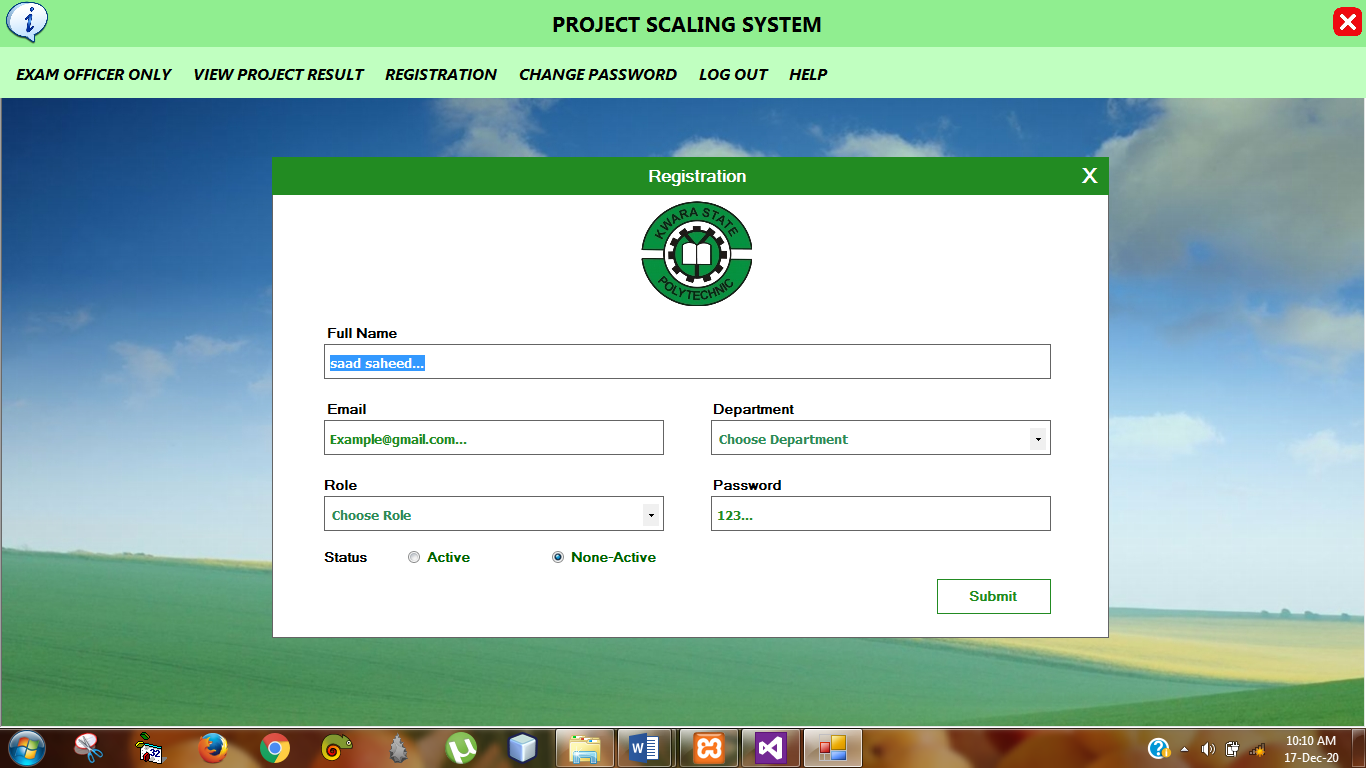 PROJECT SCALING SYSTEM
EXAM OFFICER ONLY VIEW PROJECT RESULT REGISTRATION CHANGE PASSWORD LOG OUT HELP
Registration X
KWARA STATE
POLYTECHNIC
Full Name
saad saheed...
Email Department
Example@gmail.com... Choose Department
Role Password
Choose Role 123...
Status Active None-Active
Submit
32
10:10 AM
17-Dec-20